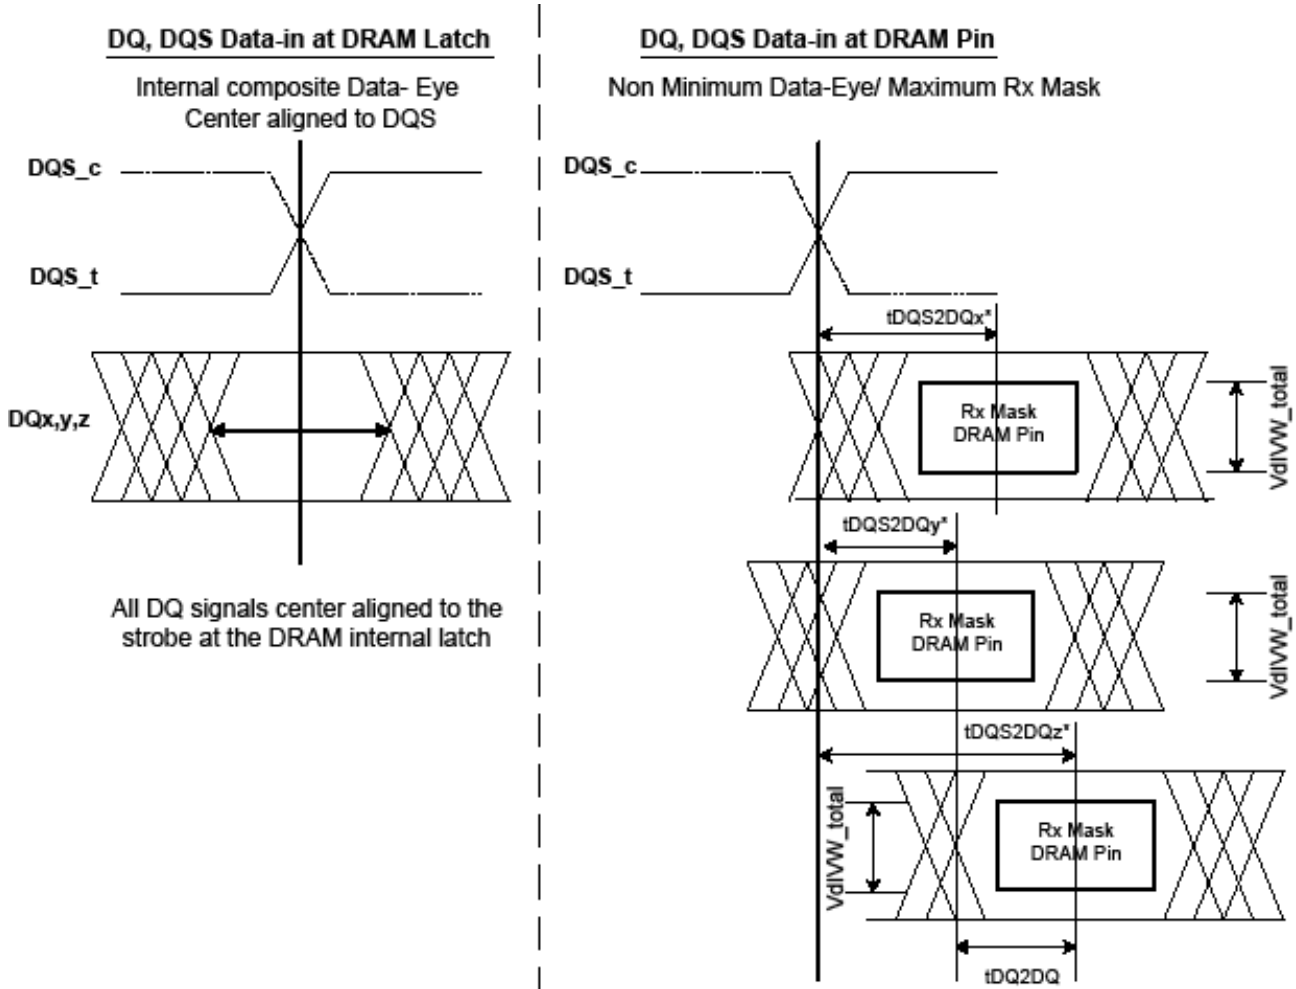 DQ, DQS Data-in at DRAM Latch
Internal composite Data- Eye
Center aligned to DQS
DQS_c
DQS_t
DQx,y,z
All DQ signals center aligned to the
strobe at the DRAM internal latch
DQ, DQS Data-in at DRAM Pin
Non Minimum Data-Eye/ Maximum Rx Mask
DQS_c
DQS_t
tDQS2DQx*
Rx Mask
DRAM Pin
VdIVW_total
tDQS2DQy*
Rx Mask
DRAM Pin
VdIVW_total
tDQS2DQz*
VdIVW_total
Rx Mask
DRAM Pin
tDQ2DQ